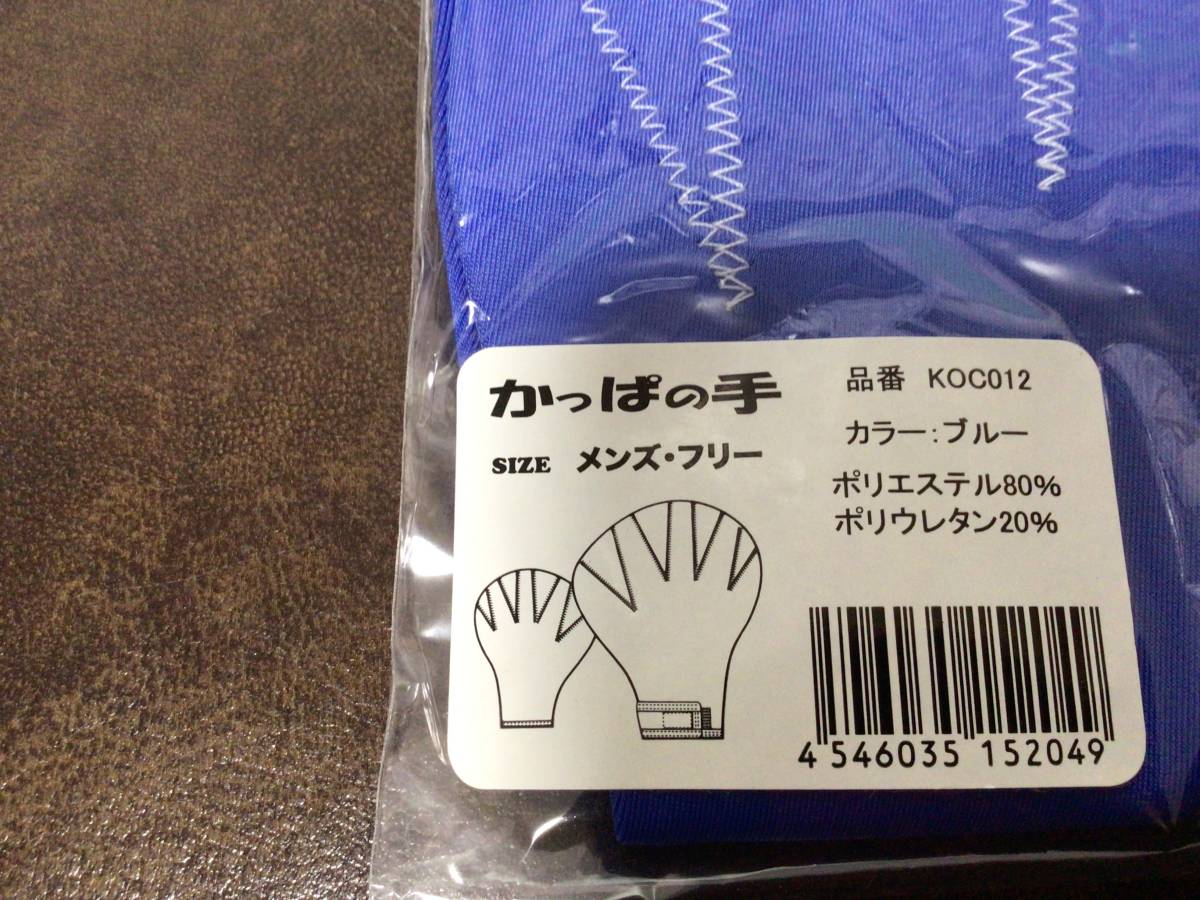 かっぱの手
SIZE メンズ・フリー
品番 KOC012
カラー：ブルー
ポリエステル80%
ポリウレタン20%
4 546035 152049